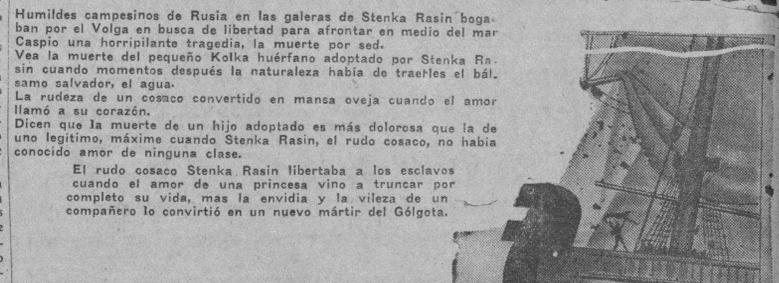 Humildes campesinos de Rusia en las galeras de Stenka Rasin boga-
ban por el Volga en busca de libertad para afrontar en medio del mar
Caspio una horripilante tragedia, la muerte por sed.
Vea la muerte del pequeño Kolka huérfano adoptado por Stenka Ra-
sin cuando momentos después la naturaleza había de traerles el bál-
samo salvador, el agua.
La rudeza de un cosaco convertido en mansa oveja cuando el amor
llamó a su corazón.
Dicen que la muerte de un hijo adoptado es más dolorosa que la de
uno legítimo, máxime cuando Stenka Rasin, el rudo cosaco, no había
conocido amor de ninguna clase.
El rudo cosaco Stenka Rasin libertaba a los esclavos
cuando el amor de una princesa vino a truncar por
completo su vida, mas la envidia y la vileza de un
compañero lo convirtió en un nuevo mártir del Gólgota.